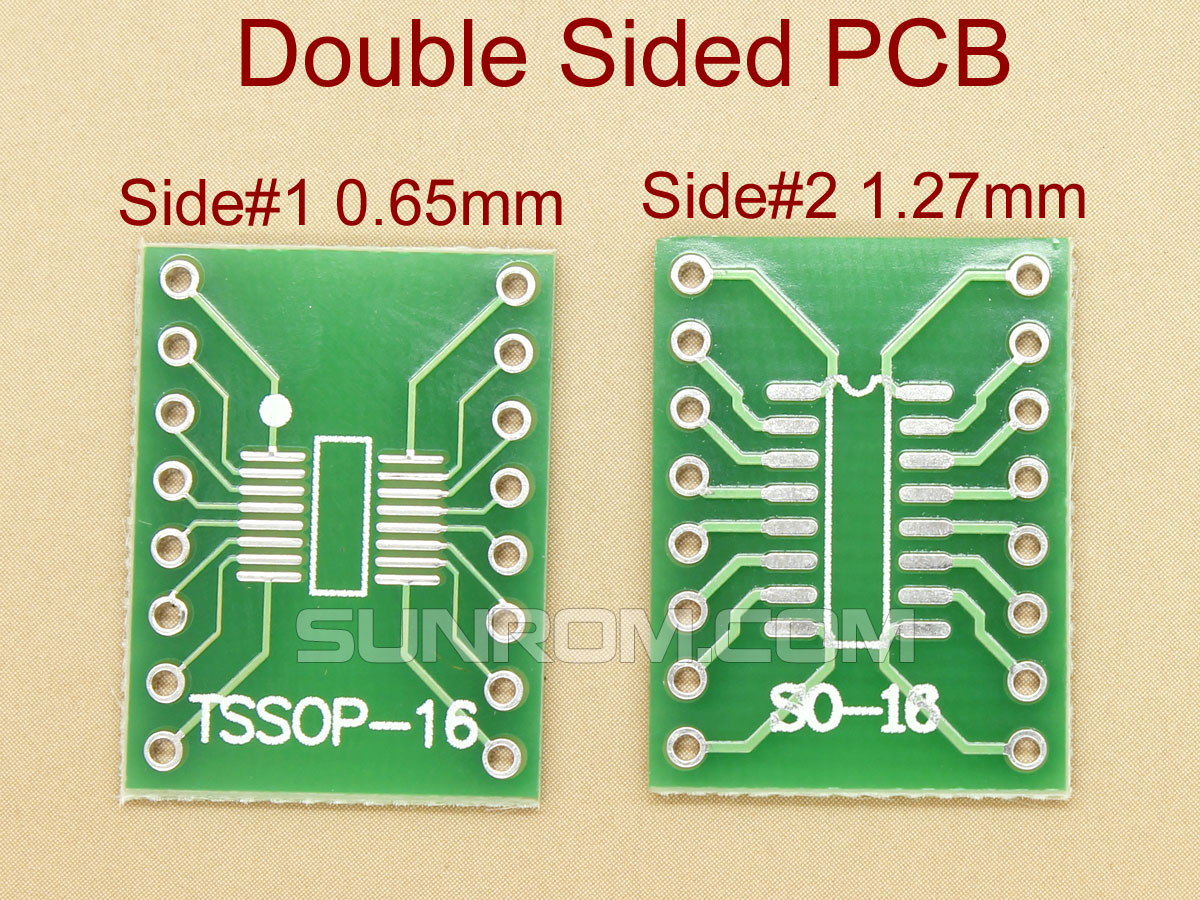 Double Sided PCB
Side#1 0.65mm
Side#2 1.27mm
SUNROM.COM
TSSOP-16
SO-16